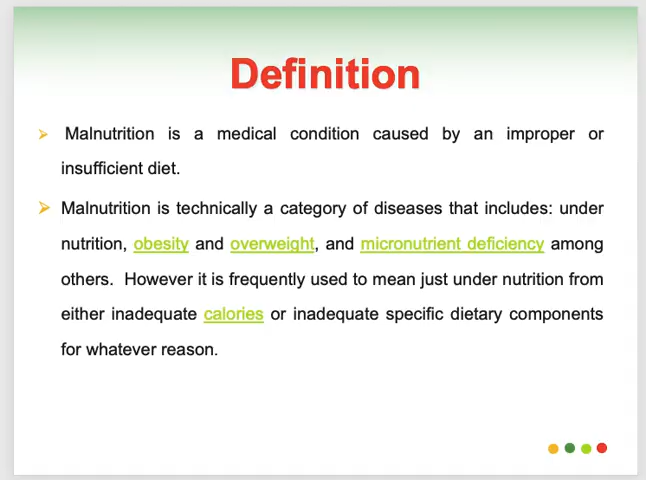 Definition
Malnutrition is a medical condition caused by an improper or
insufficient diet.
Malnutrition is technically a category of diseases that includes: under
nutrition, obesity and overweight, and micronutrient deficiency among
others. However it is frequently used to mean just under nutrition from
either inadequate calories or inadequate specific dietary components
for whatever reason.